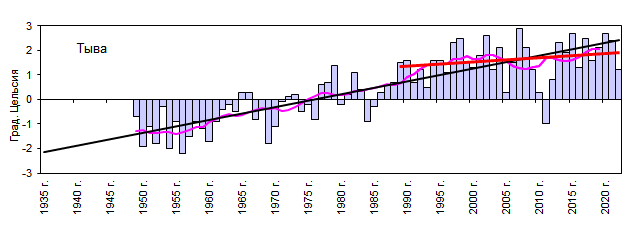 Тыва
Град. Цельсия
3
2
1
0
-1
-2
-3
1935 г.
1940 г.
1945 г.
1950 г.
1955 г.
1960 г.
1965 г.
1970 г.
1975 г.
1980 г.
1985 г.
1990 г.
1995 г.
2000 г.
2005 г.
2010 г.
2015 г.
2020 г.